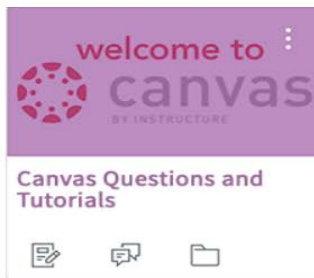 welcome to
canvas
BY INSTRUCTURE
Canvas Questions and
Tutorials